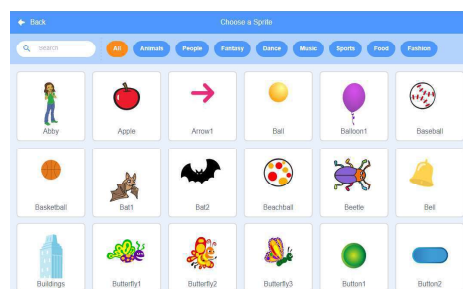 Back Choose a Sprite
Search All Animals People Fantasy Dance Music Sports Food Fashion
Abby Apple Arrow1 Ball Balloon1 Baseball
Basketball Bat1 Bat2 Beachball Beetle Bell
Buildings Butterfly1 Butterfly2 Butterfly3 Button1 Button2